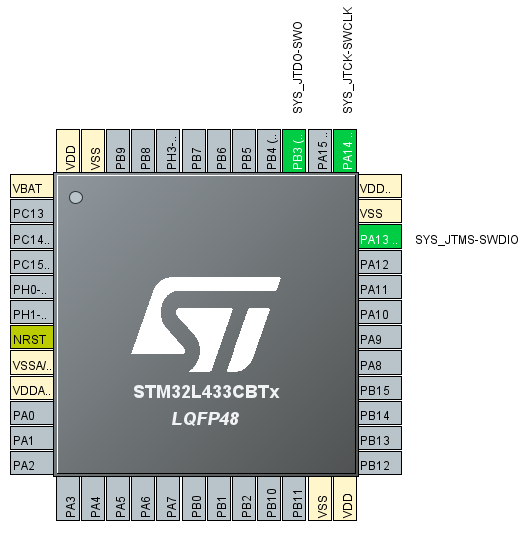 SYS_JTDO-SWO
SYS_JTCK-SWCLK
VDD
VSS
PB9
PB8
PH3-..
PB7
PB6
PB5
PB4 (..
PB3 (..
PA15 ..
PA14..
VBAT
PC13
PC14..
PC15..
PH0-..
PH1-..
NRST
VSSA/..
VDDA..
PA0
PA1
PA2
VDD..
VSS
PA13 ..
SYS_JTMS-SWDIO
PA12
PA11
PA10
PA9
PA8
PB15
PB14
PB13
PB12
ST
STM32L433CBTx
LQFP48
PA3
PA4
PA5
PA6
PA7
PB0
PB1
PB2
PB10
PB11
VSS
VDD